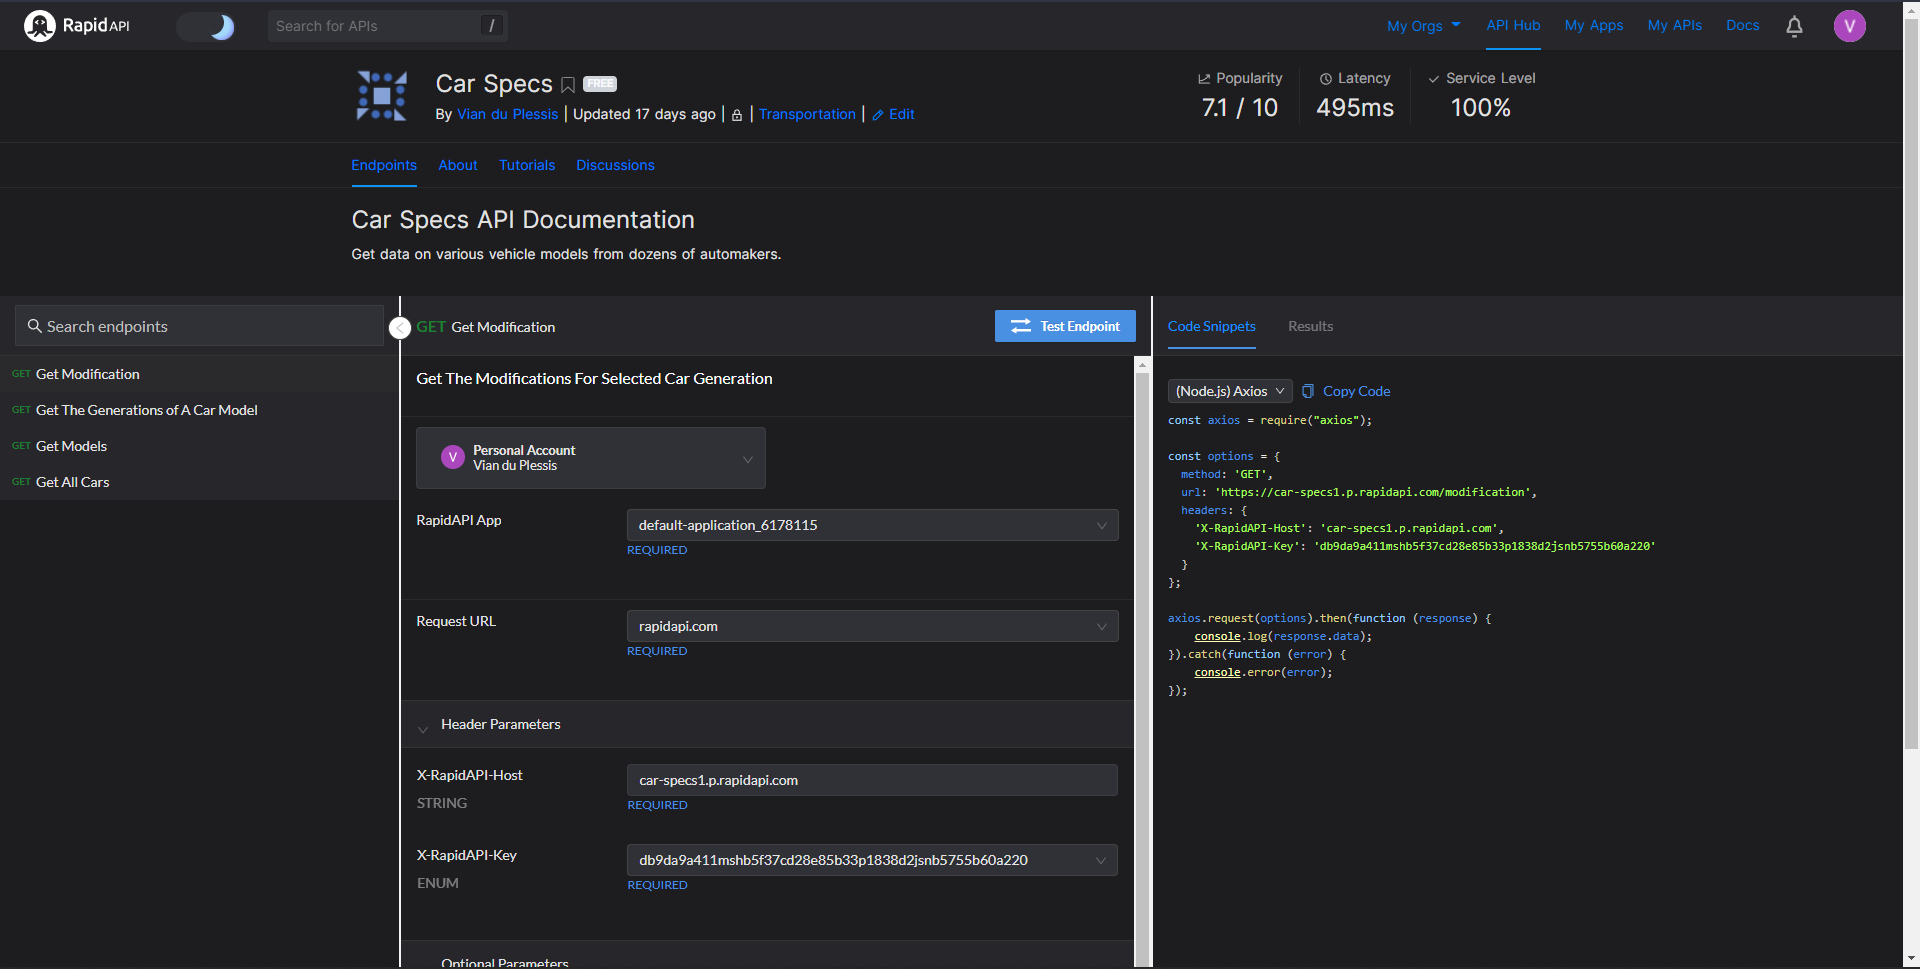 RapidAPI
Search for APIs
/
My Orgs
API Hub
My Apps
My APIs
Docs
V
Car Specs
FREE
By Vian du Plessis | Updated 17 days ago | | Transportation | Edit
Popularity
7.1 / 10
Latency
495ms
Service Level
100%
Endpoints
About
Tutorials
Discussions
Car Specs API Documentation
Get data on various vehicle models from dozens of automakers.
Search endpoints
GET Get Modification
GET Get The Generations of A Car Model
GET Get Models
GET Get All Cars
GET Get Modification
Test Endpoint
Get The Modifications For Selected Car Generation
V
Personal Account
Vian du Plessis
RapidAPI App
default-application_6178115
REQUIRED
Request URL
rapidapi.com
REQUIRED
Header Parameters
X-RapidAPI-Host
STRING
car-specs1.p.rapidapi.com
REQUIRED
X-RapidAPI-Key
ENUM
db9da9a411mshb5f37cd28e85b33p1838d2jsnb5755b60a220
REQUIRED
Optional Parameters
Code Snippets
Results
(Node.js) Axios
Copy Code
const axios = require("axios");
const options = {
method: 'GET',
url: 'https://car-specs1.p.rapidapi.com/modification',
headers: {
'X-RapidAPI-Host': 'car-specs1.p.rapidapi.com',
'X-RapidAPI-Key': 'db9da9a411mshb5f37cd28e85b33p1838d2jsnb5755b60a220'
}
};
axios.request(options).then(function (response) {
console.log(response.data);
}).catch(function (error) {
console.error(error);
});